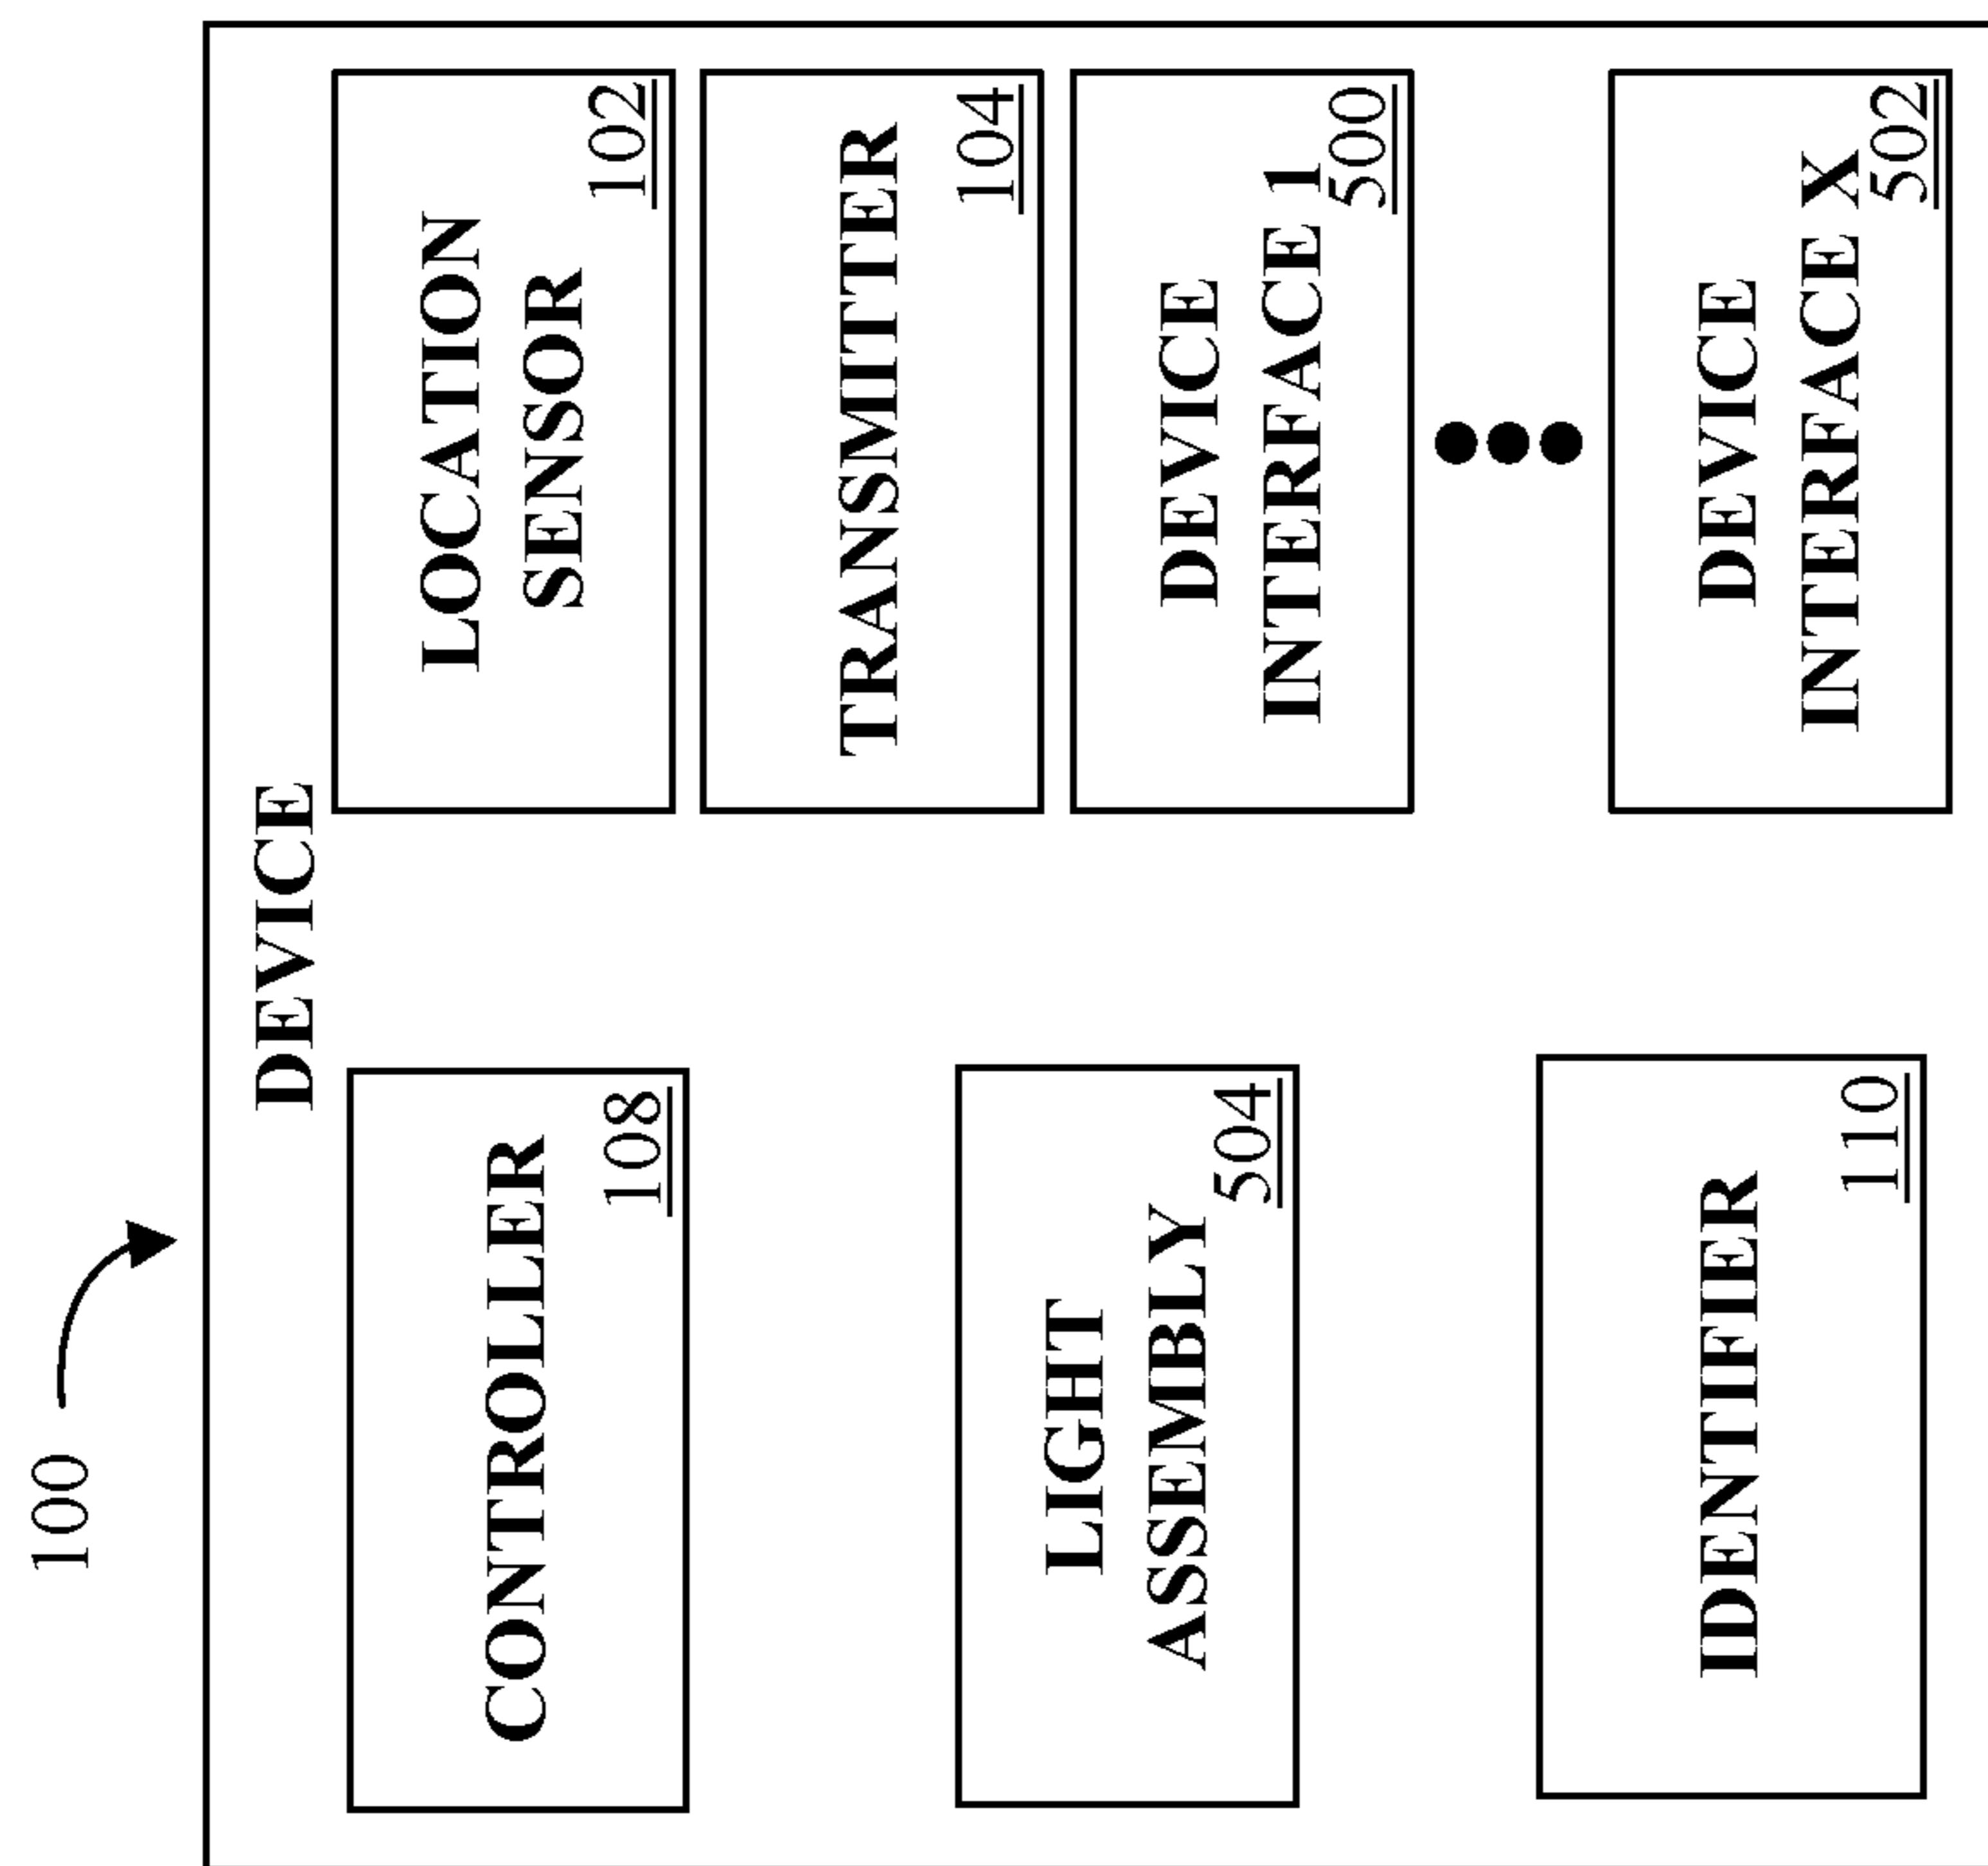 100
DEVICE
CONTROLLER
108
LOCATION
SENSOR
102
TRANSMITTER
104
LIGHT
ASSEMBLY
504
DEVICE
INTERFACE 1
500
IDENTIFIER
110
DEVICE
INTERFACE X
502